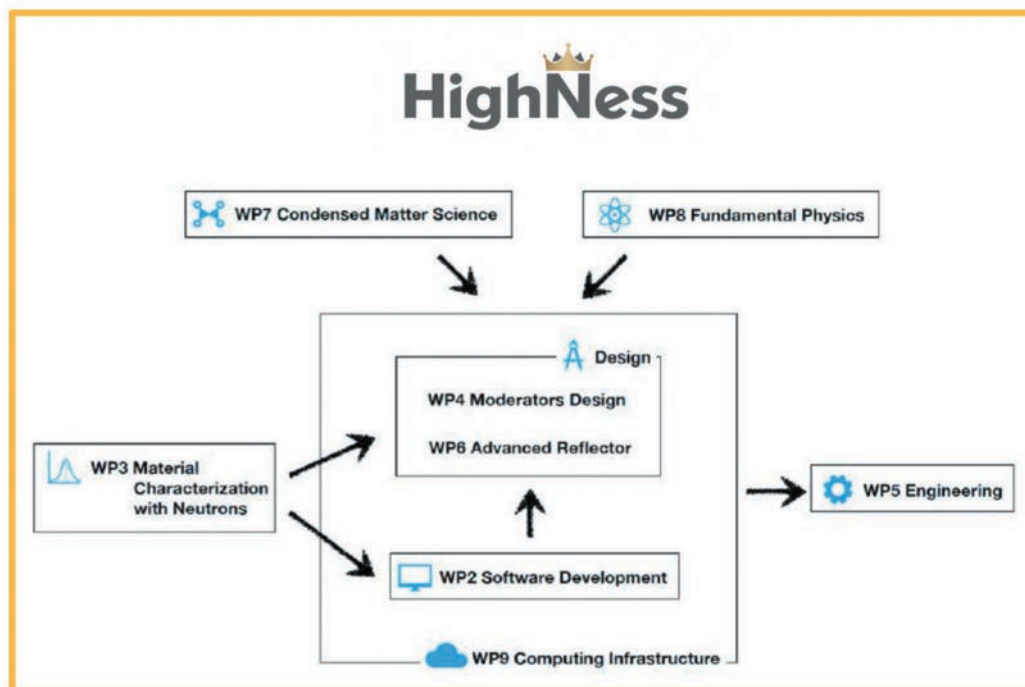 HighNess
WP7 Condensed Matter Science
WP8 Fundamental Physics
Design
WP4 Moderators Design
WP6 Advanced Reflector
WP3 Material
Characterization
with Neutrons
WP5 Engineering
WP2 Software Development
WP9 Computing Infrastructure